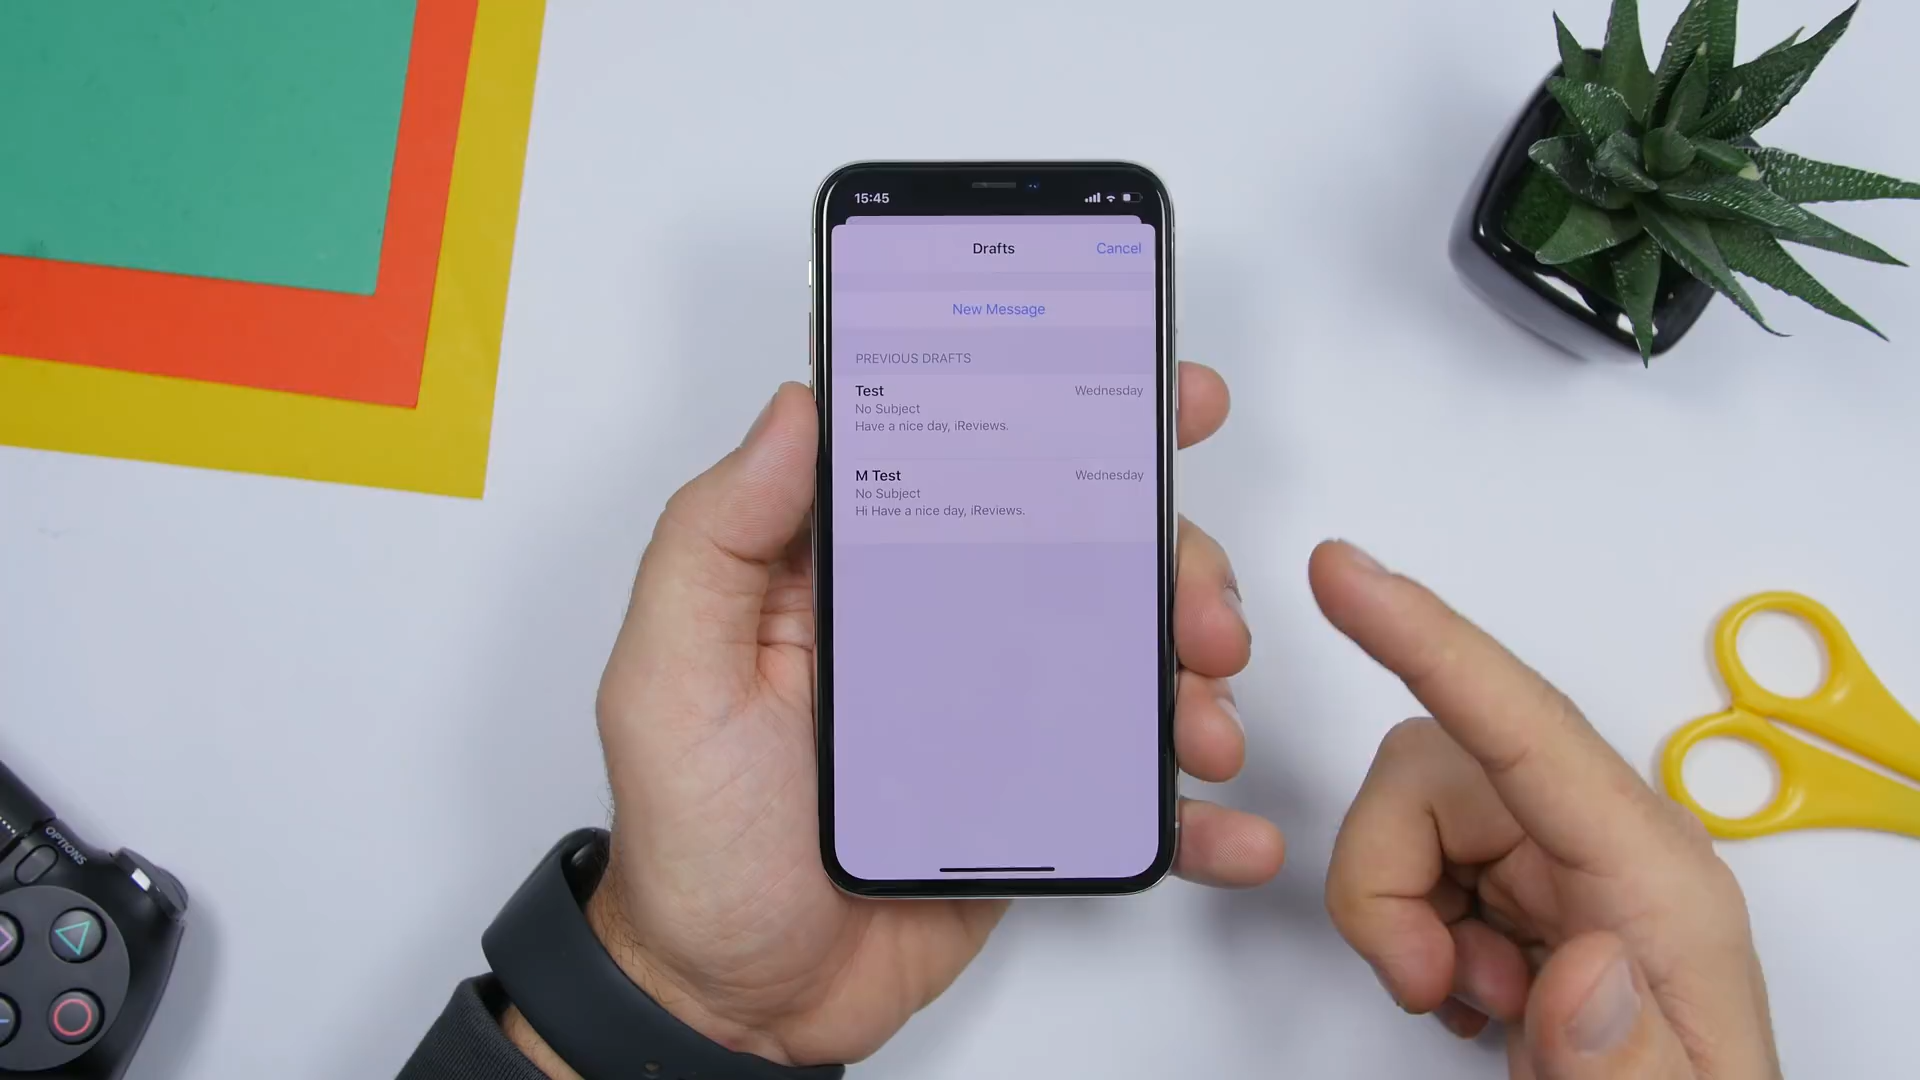 15:45
Drafts
Cancel
New Message
PREVIOUS DRAFTS
Test
Wednesday
No Subject
Have a nice day, iReviews.
M Test
Wednesday
No Subject
Hi Have a nice day, iReviews.
OPTIONS